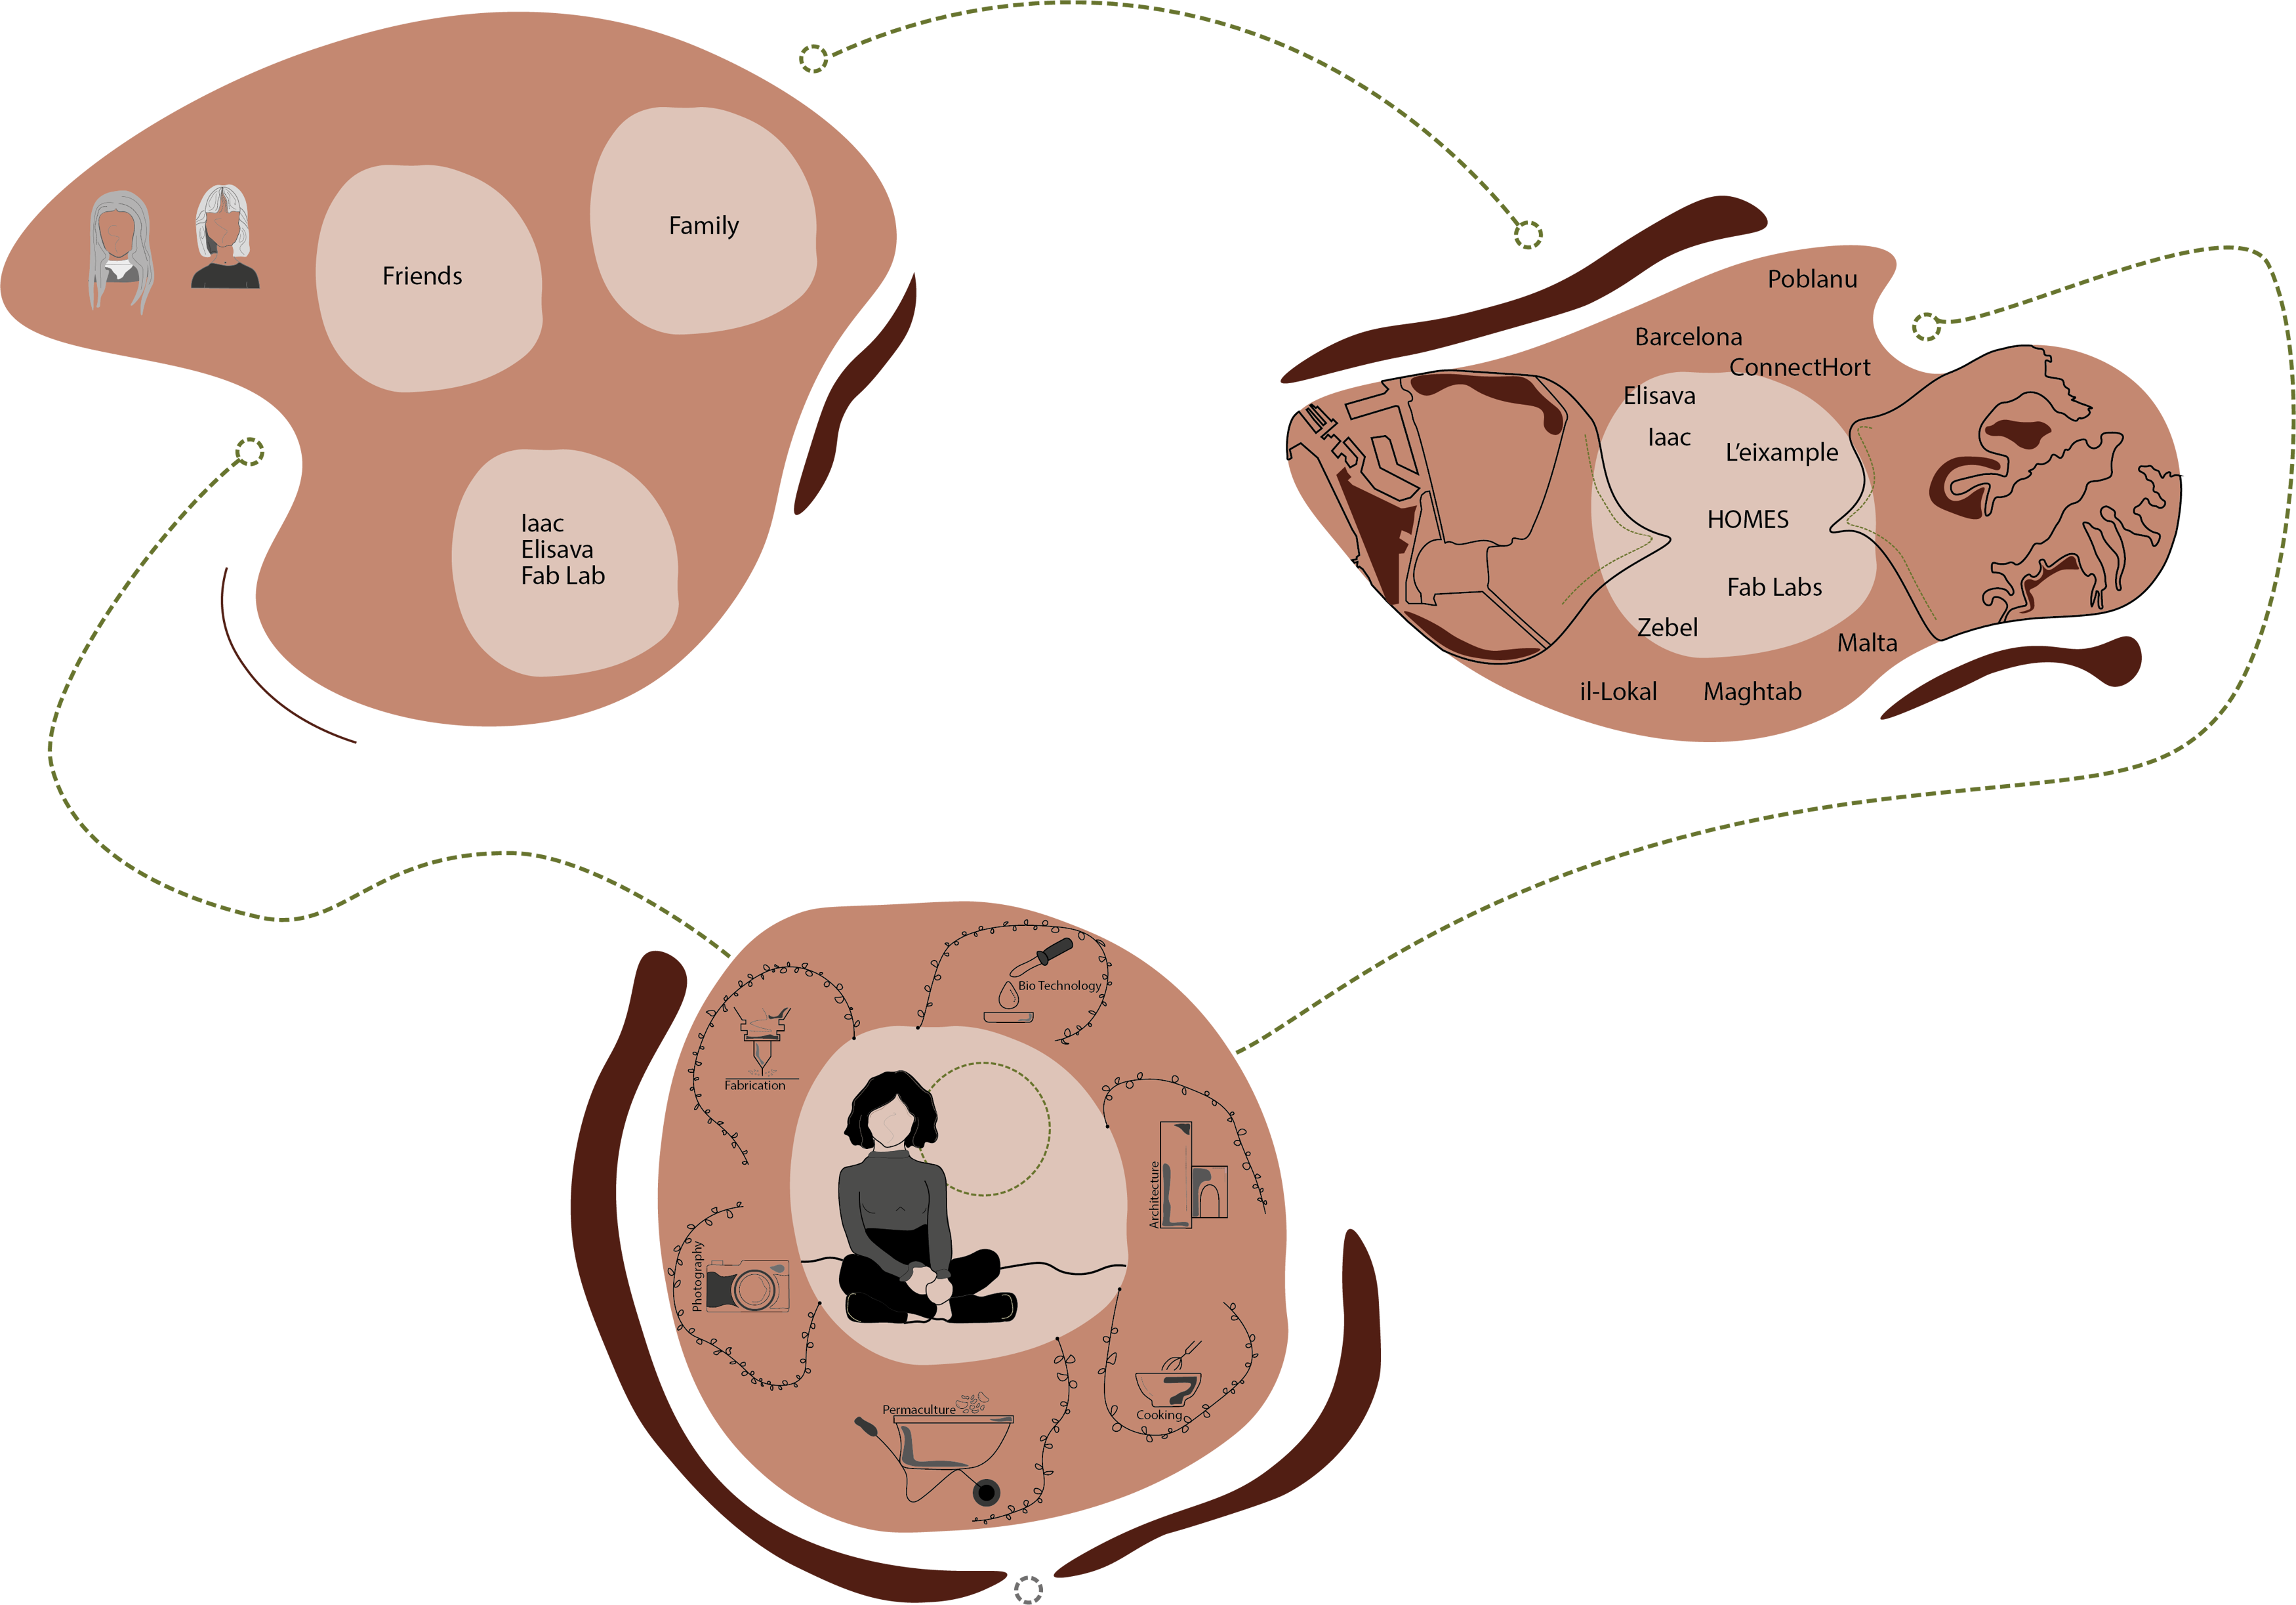 Friends
Family
Iaac
Elisava
Fab Lab
Poblanu
Barcelona
ConnectHort
Elisava
Iaac
L'eixample
HOMES
Fab Labs
Zebel
Malta
il-Lokal
Maghtab
Bio Technology
Fabrication
Architecture
Photography
Permaculture
Cooking